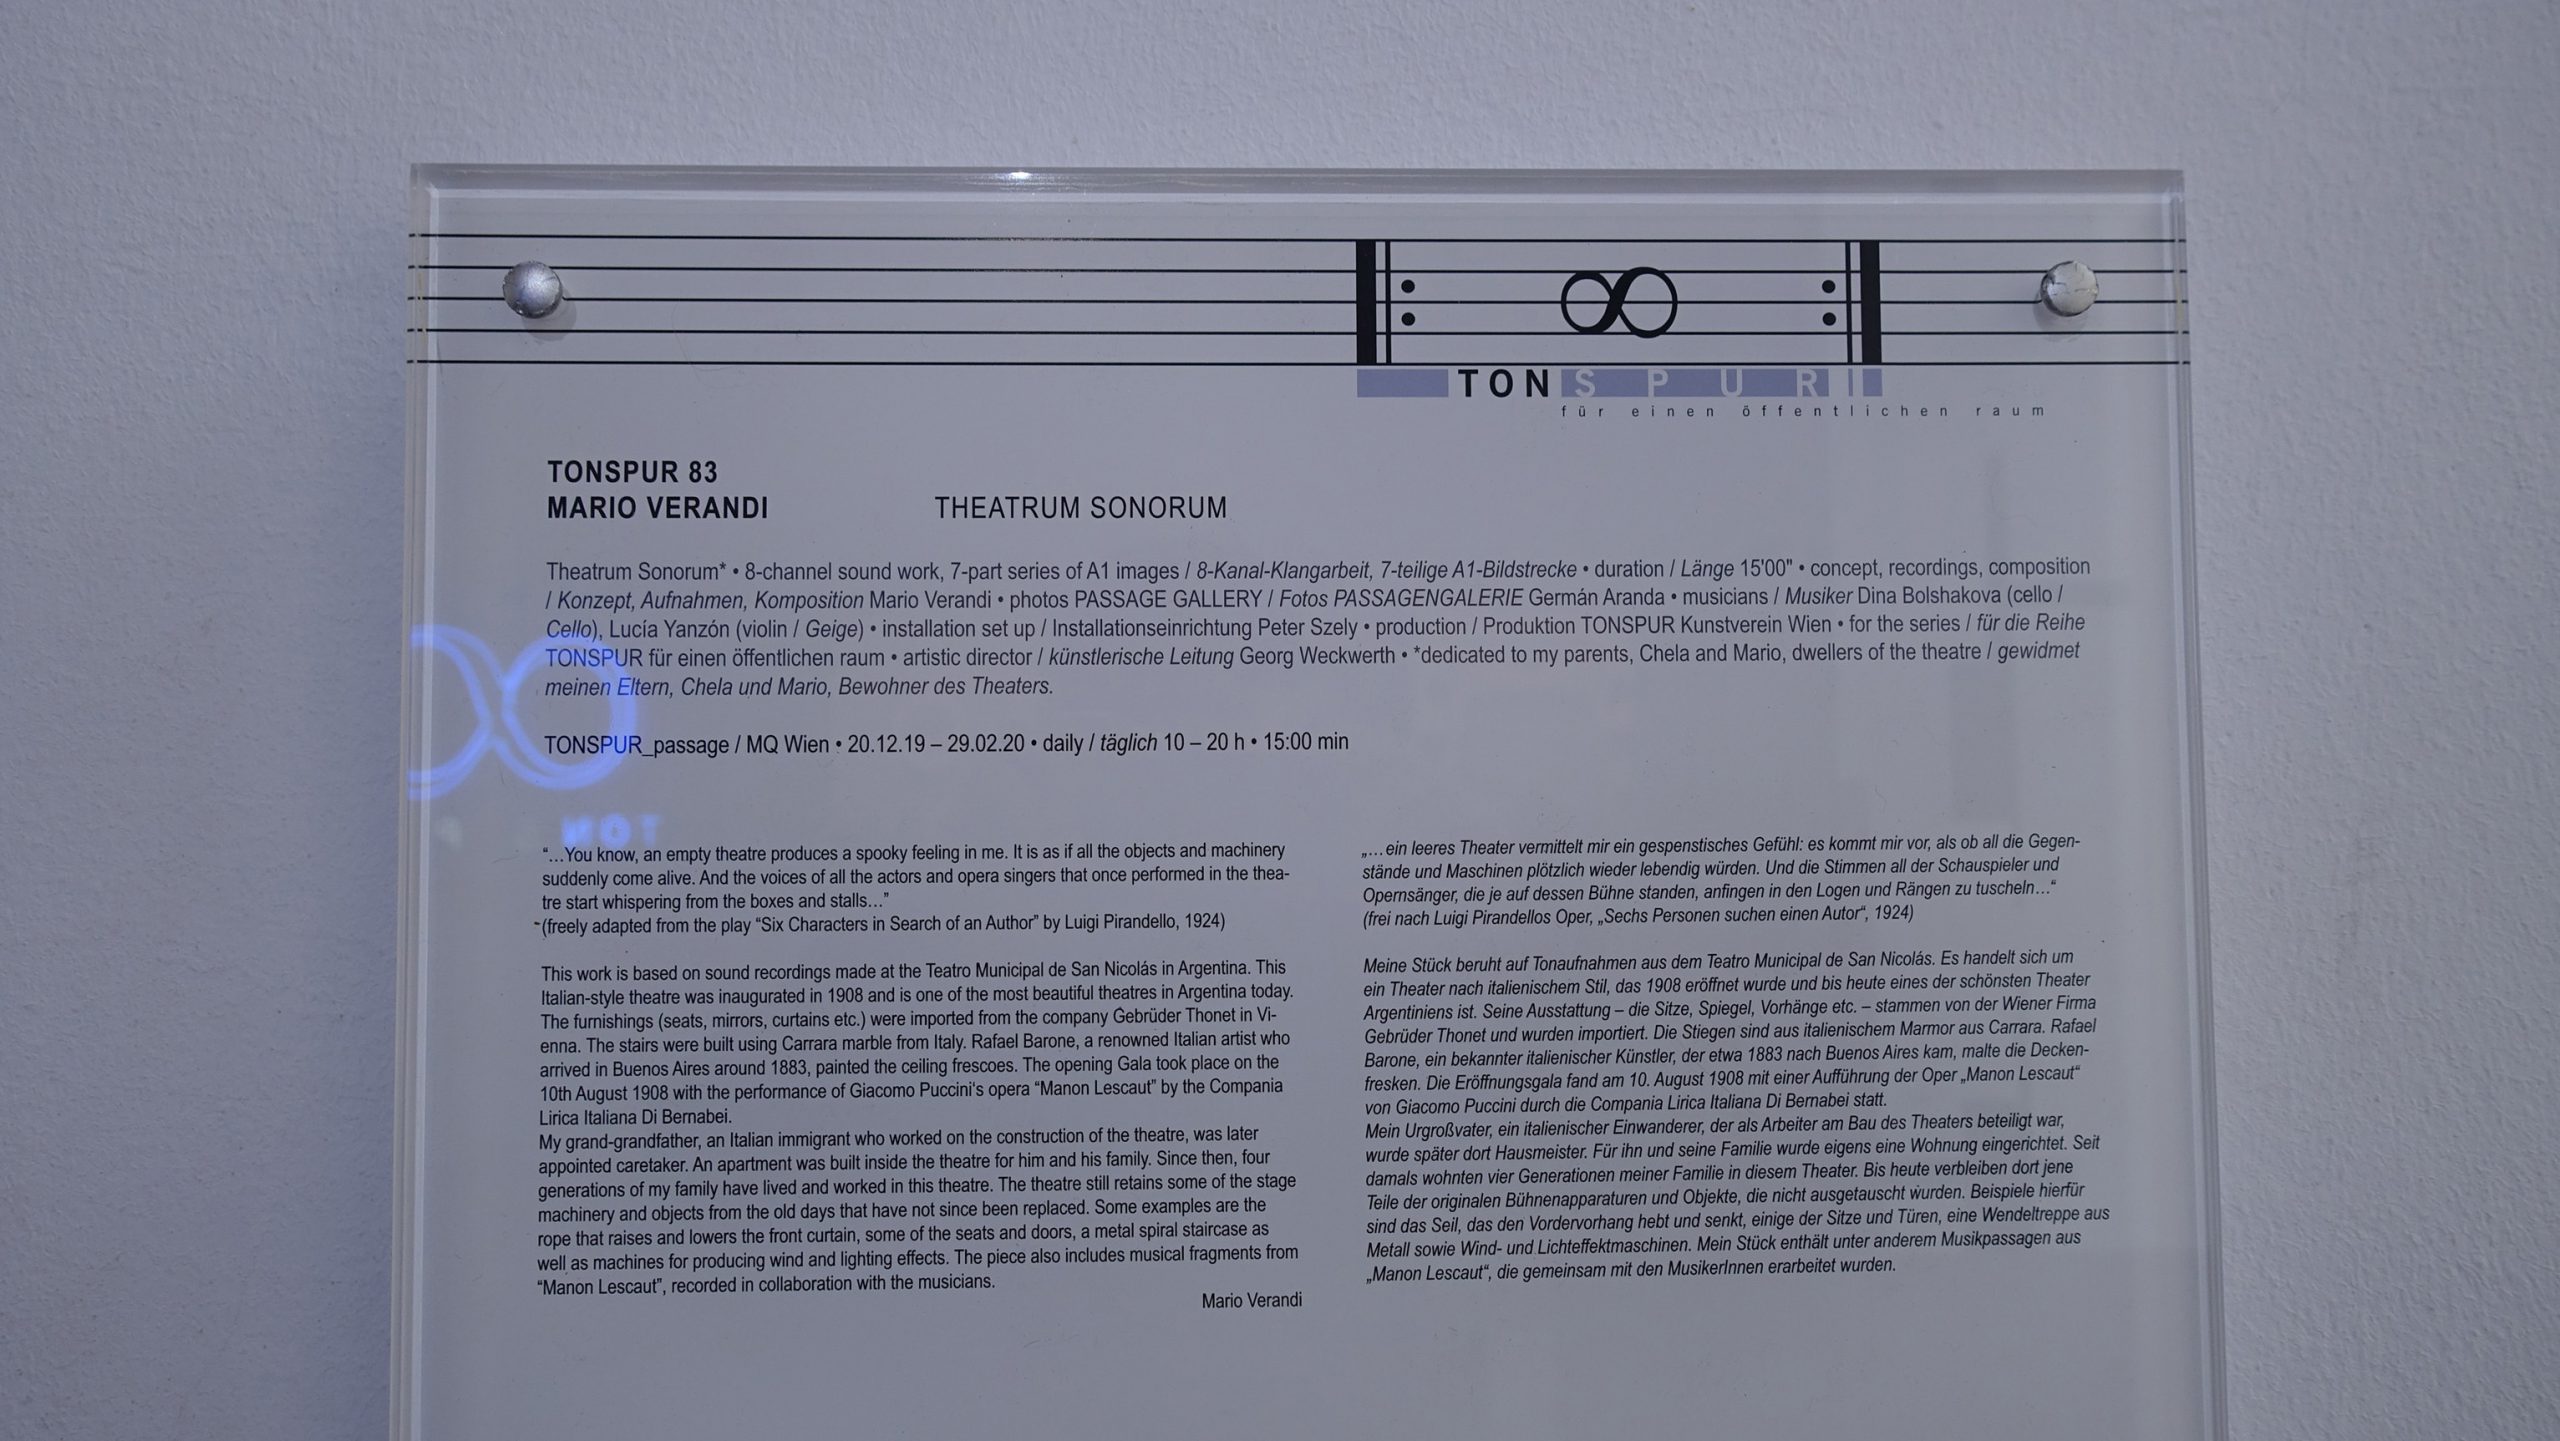 TONSPUR
für einen öffentlichen raum
TONSPUR 83
MARIO VERANDI THEATRUM SONORUM
Theatrum Sonorum* • 8-channel sound work, 7-part series of A1 images / 8-Kanal-Klangarbeit, 7-teilige A1-Bildstrecke • duration / Länge 15'00" • concept, recordings, composition
/ Konzept, Aufnahmen, Komposition Mario Verandi • photos PASSAGE GALLERY / Fotos PASSAGENGALERIE Germán Aranda • musicians / Musiker Dina Bolshakova (cello /
Cello), Lucía Yanzón (violin / Geige) • installation set up / Installationseinrichtung Peter Szely • production / Produktion TONSPUR Kunstverein Wien • for the series / für die Reihe
TONSPUR für einen öffentlichen raum • artistic director / künstlerische Leitung Georg Weckwerth • *dedicated to my parents, Chela and Mario, dwellers of the theatre / gewidmet
meinen Eltern, Chela und Mario, Bewohner des Theaters.
TONSPUR_passage / MQ Wien • 20.12.19 – 29.02.20 • daily / täglich 10 – 20 h • 15:00 min
TON
“…You know, an empty theatre produces a spooky feeling in me. It is as if all the objects and machinery
suddenly come alive. And the voices of all the actors and opera singers that once performed in the thea-
tre start whispering from the boxes and stalls…”
(freely adapted from the play “Six Characters in Search of an Author” by Luigi Pirandello, 1924)
This work is based on sound recordings made at the Teatro Municipal de San Nicolás in Argentina. This
Italian-style theatre was inaugurated in 1908 and is one of the most beautiful theatres in Argentina today.
The furnishings (seats, mirrors, curtains etc.) were imported from the company Gebrüder Thonet in Vi-
enna. The stairs were built using Carrara marble from Italy. Rafael Barone, a renowned Italian artist who
arrived in Buenos Aires around 1883, painted the ceiling frescoes. The opening Gala took place on the
10th August 1908 with the performance of Giacomo Puccini‘s opera “Manon Lescaut” by the Compania
Lirica Italiana Di Bernabei.
My grand-grandfather, an Italian immigrant who worked on the construction of the theatre, was later
appointed caretaker. An apartment was built inside the theatre for him and his family. Since then, four
generations of my family have lived and worked in this theatre. The theatre still retains some of the stage
machinery and objects from the old days that have not since been replaced. Some examples are the
rope that raises and lowers the front curtain, some of the seats and doors, a metal spiral staircase as
well as machines for producing wind and lighting effects. The piece also includes musical fragments from
“Manon Lescaut”, recorded in collaboration with the musicians.
Mario Verandi
„…ein leeres Theater vermittelt mir ein gespenstisches Gefühl: es kommt mir vor, als ob all die Gegen-
stände und Maschinen plötzlich wieder lebendig würden. Und die Stimmen all der Schauspieler und
Opernsänger, die je auf dessen Bühne standen, anfingen in den Logen und Rängen zu tuscheln…“
(frei nach Luigi Pirandellos Oper, „Sechs Personen suchen einen Autor“, 1924)
Meine Stück beruht auf Tonaufnahmen aus dem Teatro Municipal de San Nicolás. Es handelt sich um
ein Theater nach italienischem Stil, das 1908 eröffnet wurde und bis heute eines der schönsten Theater
Argentiniens ist. Seine Ausstattung – die Sitze, Spiegel, Vorhänge etc. – stammen von der Wiener Firma
Gebrüder Thonet und wurden importiert. Die Stiegen sind aus italienischem Marmor aus Carrara. Rafael
Barone, ein bekannter italienischer Künstler, der etwa 1883 nach Buenos Aires kam, malte die Decken-
fresken. Die Eröffnungsgala fand am 10. August 1908 mit einer Aufführung der Oper „Manon Lescaut“
von Giacomo Puccini durch die Compania Lirica Italiana Di Bernabei statt.
Mein Urgroßvater, ein italienischer Einwanderer, der als Arbeiter am Bau des Theaters beteiligt war,
wurde später dort Hausmeister. Für ihn und seine Familie wurde eigens eine Wohnung eingerichtet. Seit
damals wohnten vier Generationen meiner Familie in diesem Theater. Bis heute verbleiben dort jene
Teile der originalen Bühnenapparaturen und Objekte, die nicht ausgetauscht wurden. Beispiele hierfür
sind das Seil, das den Vordervorhang hebt und senkt, einige der Sitze und Türen, eine Wendeltreppe aus
Metall sowie Wind- und Lichteffektmaschinen. Mein Stück enthält unter anderem Musikpassagen aus
„Manon Lescaut“, die gemeinsam mit den MusikerInnen erarbeitet wurden.